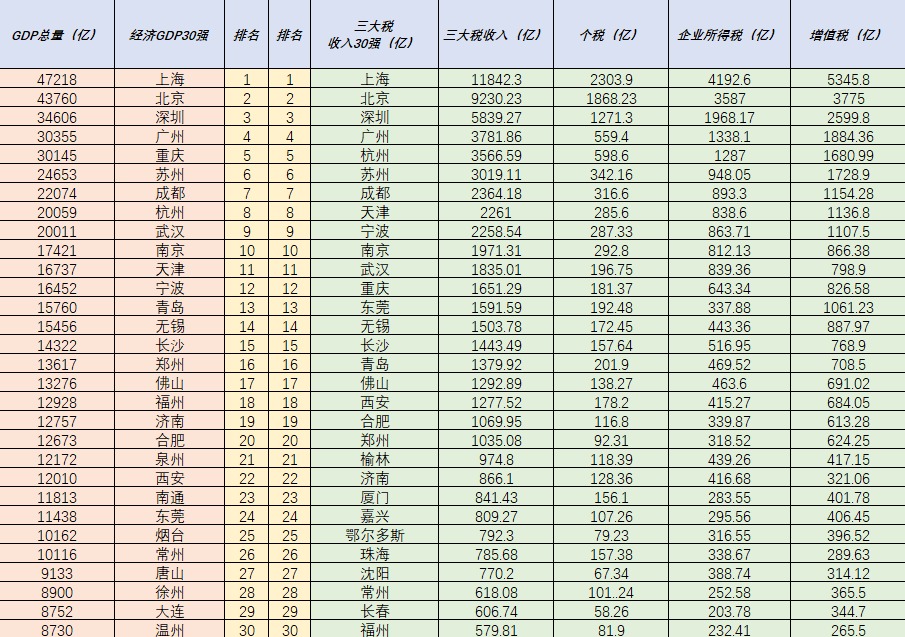 GDP总量（亿） 经济GDP30强 排名 排名 三大税 三大税收入（亿） 个税（亿） 企业所得税（亿） 增值税（亿）
收入30强（亿）
47218 上海 1 1 上海 11842.3 2303.9 4192.6 5345.8
43760 北京 2 2 北京 9230.23 1868.23 3587 3775
34606 深圳 3 3 深圳 5839.27 1271.3 1968.17 2599.8
30355 广州 4 4 广州 3781.86 559.4 1338.1 1884.36
30145 重庆 5 5 杭州 3566.59 598.6 1287 1680.99
24653 苏州 6 6 苏州 3019.11 342.16 948.05 1728.9
22074 成都 7 7 成都 2364.18 316.6 893.3 1154.28
20059 杭州 8 8 天津 2261 285.6 838.6 1136.8
20011 武汉 9 9 宁波 2258.54 287.33 863.71 1107.5
17421 南京 10 10 南京 1971.31 292.8 812.13 866.38
16737 天津 11 11 武汉 1835.01 196.75 839.36 798.9
16452 宁波 12 12 重庆 1651.29 181.37 643.34 826.58
15760 青岛 13 13 东莞 1591.59 192.48 337.88 1061.23
15456 无锡 14 14 无锡 1503.78 172.45 443.36 887.97
14322 长沙 15 15 长沙 1443.49 157.64 516.95 768.9
13617 郑州 16 16 青岛 1379.92 201.9 469.52 708.5
13276 佛山 17 17 佛山 1292.89 138.27 463.6 691.02
12928 福州 18 18 西安 1277.52 178.2 415.27 684.05
12757 济南 19 19 合肥 1069.95 116.8 339.87 613.28
12673 合肥 20 20 郑州 1035.08 92.31 318.52 624.25
12172 泉州 21 21 榆林 974.8 118.39 439.26 417.15
12010 西安 22 22 济南 866.1 128.36 416.68 321.06
11813 南通 23 23 厦门 841.43 156.1 283.55 401.78
11438 东莞 24 24 嘉兴 809.27 107.26 295.56 406.45
10162 烟台 25 25 鄂尔多斯 792.3 79.23 316.55 396.52
10116 常州 26 26 珠海 785.68 157.38 338.67 289.63
9133 唐山 27 27 沈阳 770.2 67.34 388.74 314.12
8900 徐州 28 28 常州 618.08 101.24 252.58 365.5
8752 大连 29 29 长春 606.74 58.26 203.78 344.7
8730 温州 30 30 福州 579.81 81.9 232.41 265.5